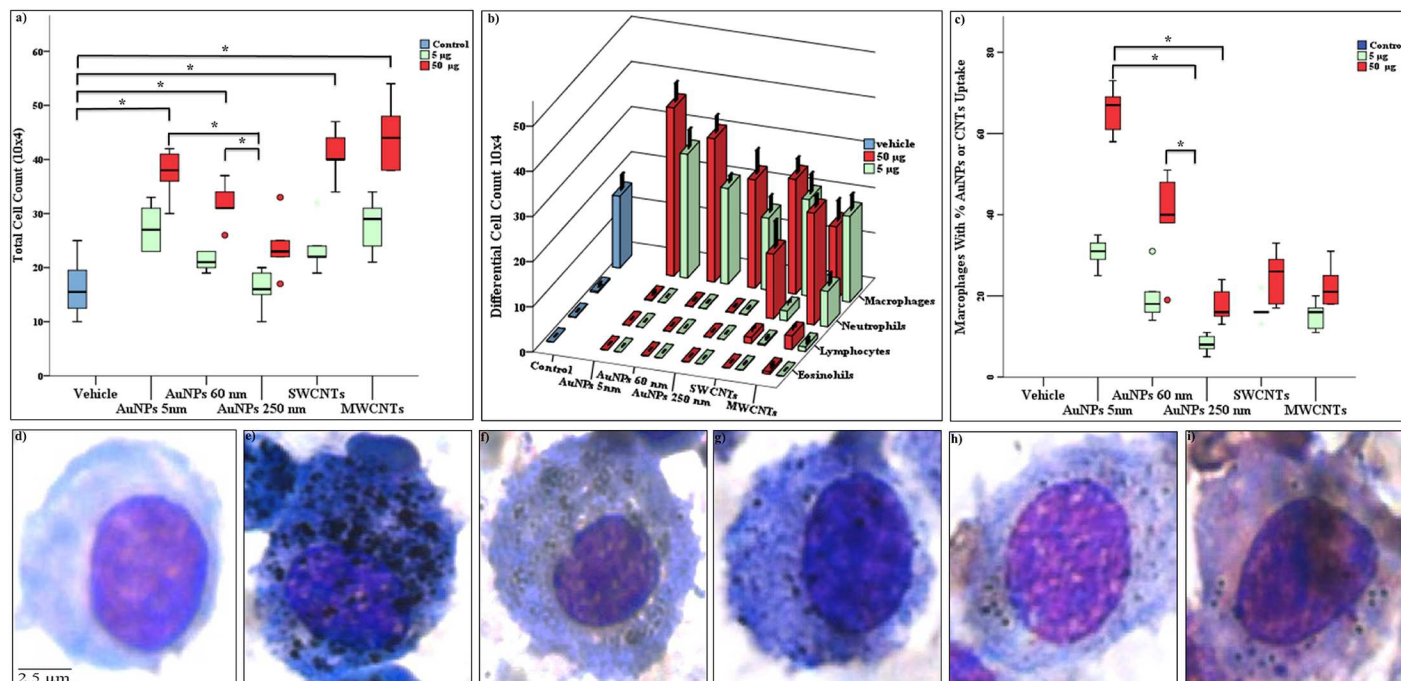 a)
Total Cell Count (10x4)
60
50
40
30
20
10
0
*
*
*
*
*
*
Control
5 µg
50 µg
Vehicle
AuNPs 5nm
AuNPs 60 nm
AuNPs 250 nm
SWCNTs
MWCNTs
b)
Differential Cell Count 10x4
50
40
30
20
10
0
vehicle
50 µg
5 µg
Macrophages
Neutrophils
Lymphocytes
Eosinohils
Control
AuNPs 5nm
AuNPs 60 nm
AuNPs 250 nm
SWCNTs
MWCNTs
c)
Marcophages With % AuNPs or CNTs Uptake
80
60
40
20
0
*
*
*
Control
5 µg
50 µg
Vehicle
AuNPs 5nm
AuNPs 60 nm
AuNPs 250 nm
SWCNTs
MWCNTs
d)
2.5 µm
e)
f)
g)
h)
i)